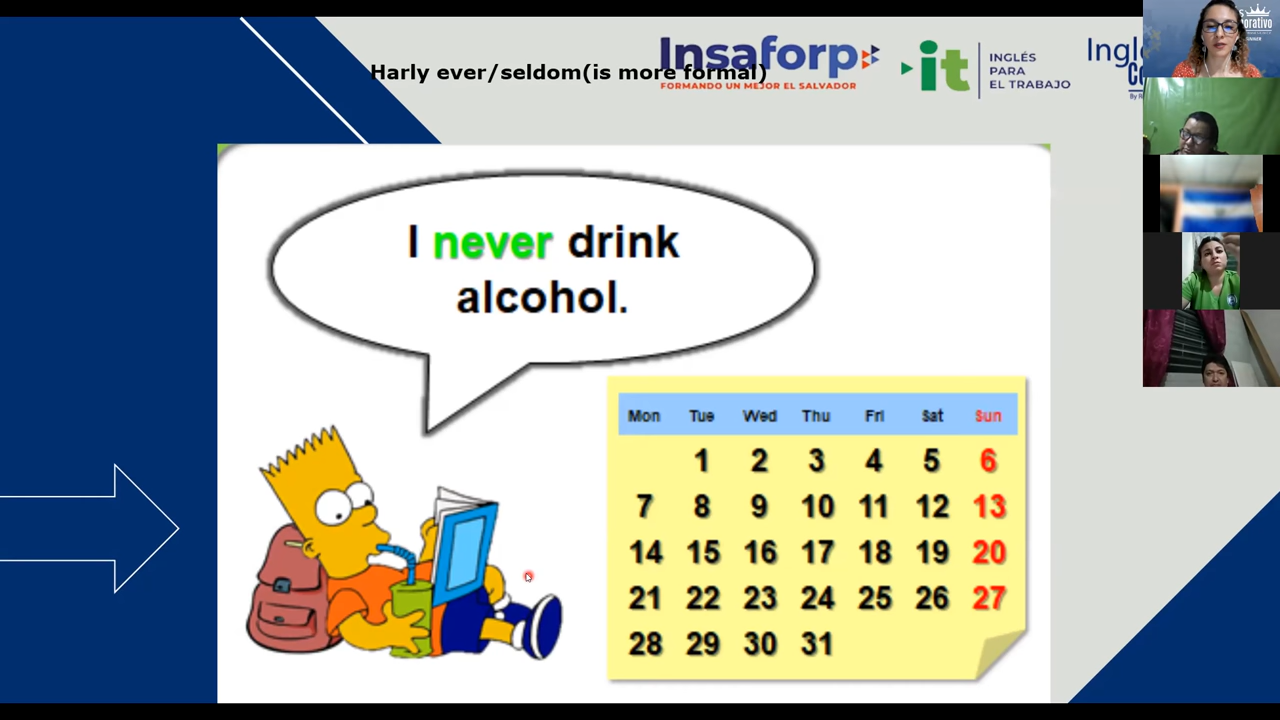 Harly ever/seldom(is more formal)
Insaforp
FORMANDO UN MEJOR EL SALVADOR
it
INGLÉS
PARA
EL TRABAJO
I never drink
alcohol.
Mon Tue Wed Thu Fri Sat Sun
1 2 3 4 5 6
7 8 9 10 11 12 13
14 15 16 17 18 19 20
21 22 23 24 25 26 27
28 29 30 31